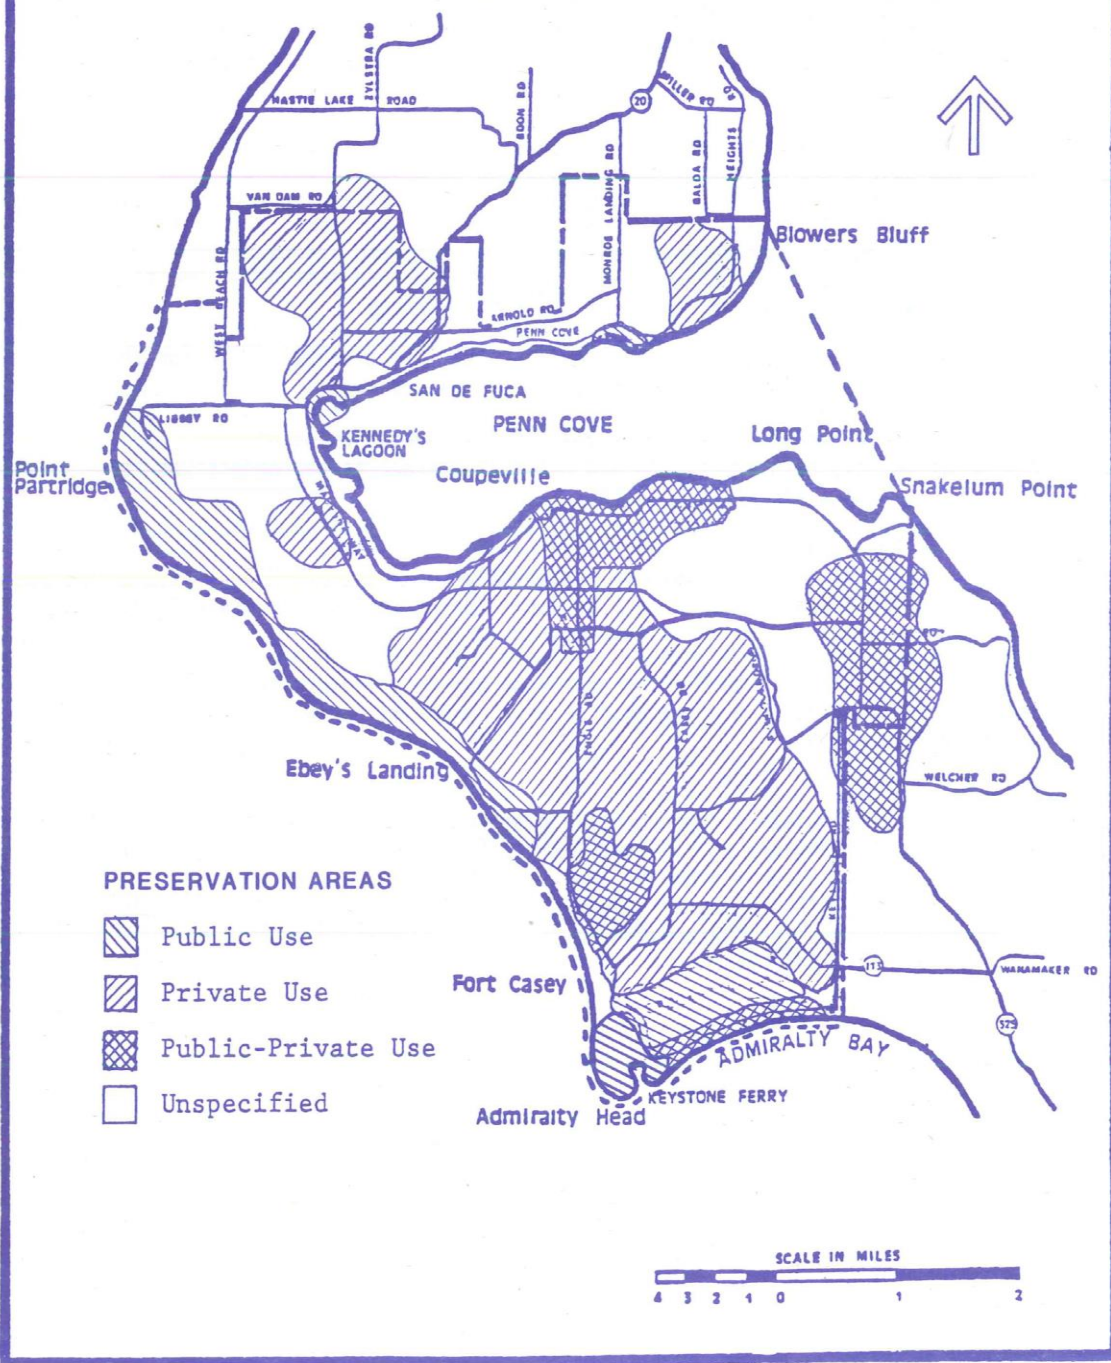 ZYLSTRA RD
HASTIE LAKE ROAD
BOON RD
20
MILLER RD
MONROE LANDING RD
BALDA RD
HEIGHTS
VAN DAM RD
WEST BEACH RD
Blowers Bluff
ARNOLD RD
PENN COVE
SAN DE FUCA
LIBBEY RD
PENN COVE
KENNEDY'S
LAGOON
Long Point
Point
Partridge
Coupeville
Snakelum Point
ENGLE RD
Ebey's Landing
WELCHER RD
PRESERVATION AREAS
Public Use
Private Use
Public-Private Use
Unspecified
Fort Casey
113
WANAMAKER RD
525
ADMIRALTY BAY
KEYSTONE FERRY
Admiralty Head
SCALE IN MILES
4 3 2 1 0 1 2